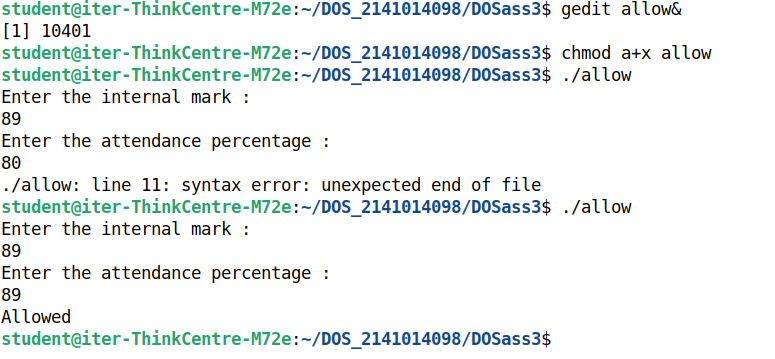 student@iter-ThinkCentre-M72e:~/DOS_2141014098/DOSass3$ gedit allow&
[1] 10401
student@iter-ThinkCentre-M72e:~/DOS_2141014098/DOSass3$ chmod a+x allow
student@iter-ThinkCentre-M72e:~/DOS_2141014098/DOSass3$ ./allow
Enter the internal mark :
89
Enter the attendance percentage :
80
./allow: line 11: syntax error: unexpected end of file
student@iter-ThinkCentre-M72e:~/DOS_2141014098/DOSass3$ ./allow
Enter the internal mark :
89
Enter the attendance percentage :
89
Allowed
student@iter-ThinkCentre-M72e:~/DOS_2141014098/DOSass3$